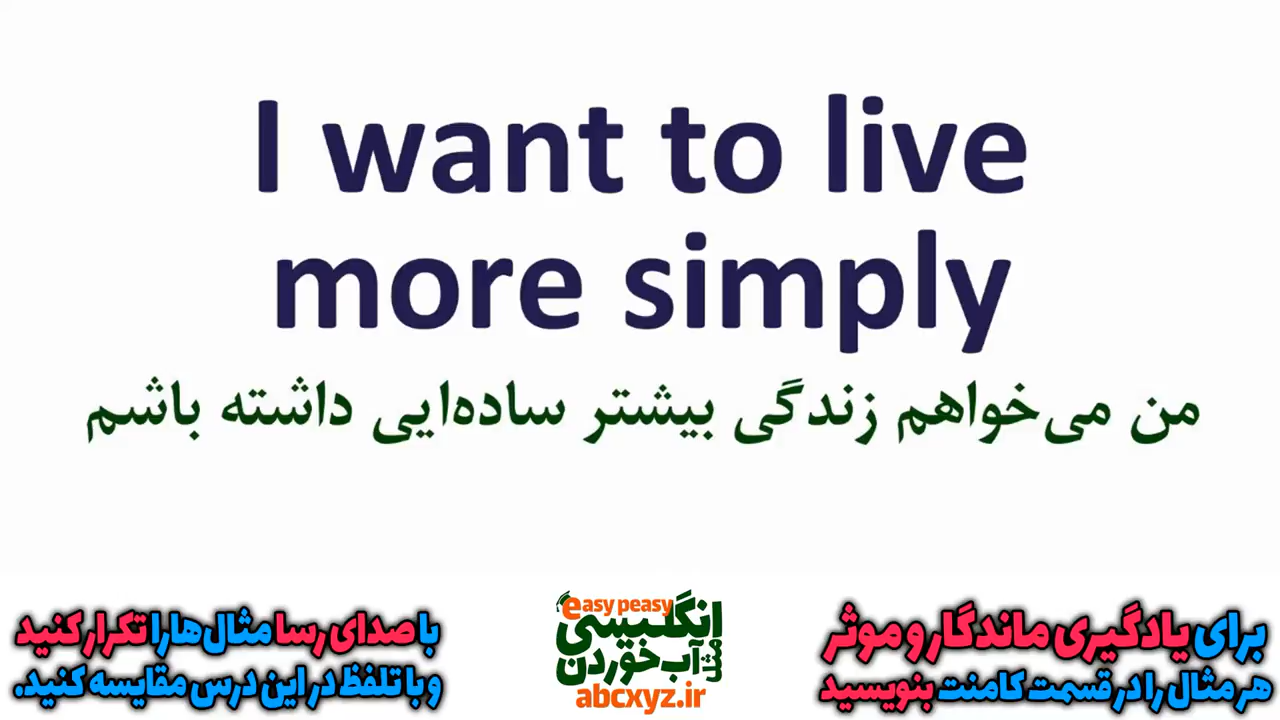 I want to live
more simply
من می‌خواهم زندگی بیشتر ساده‌ایی داشته باشم
برای یادگیری ماندگار و موثر
هر مثال را در قسمت کامنت بنویسید
easy peasy
انگلیسی
مثل
آب خوردن
abcxyz.ir
با صدای رسا مثال‌ها را تکرار کنید
و با تلفظ در این درس مقایسه کنید.